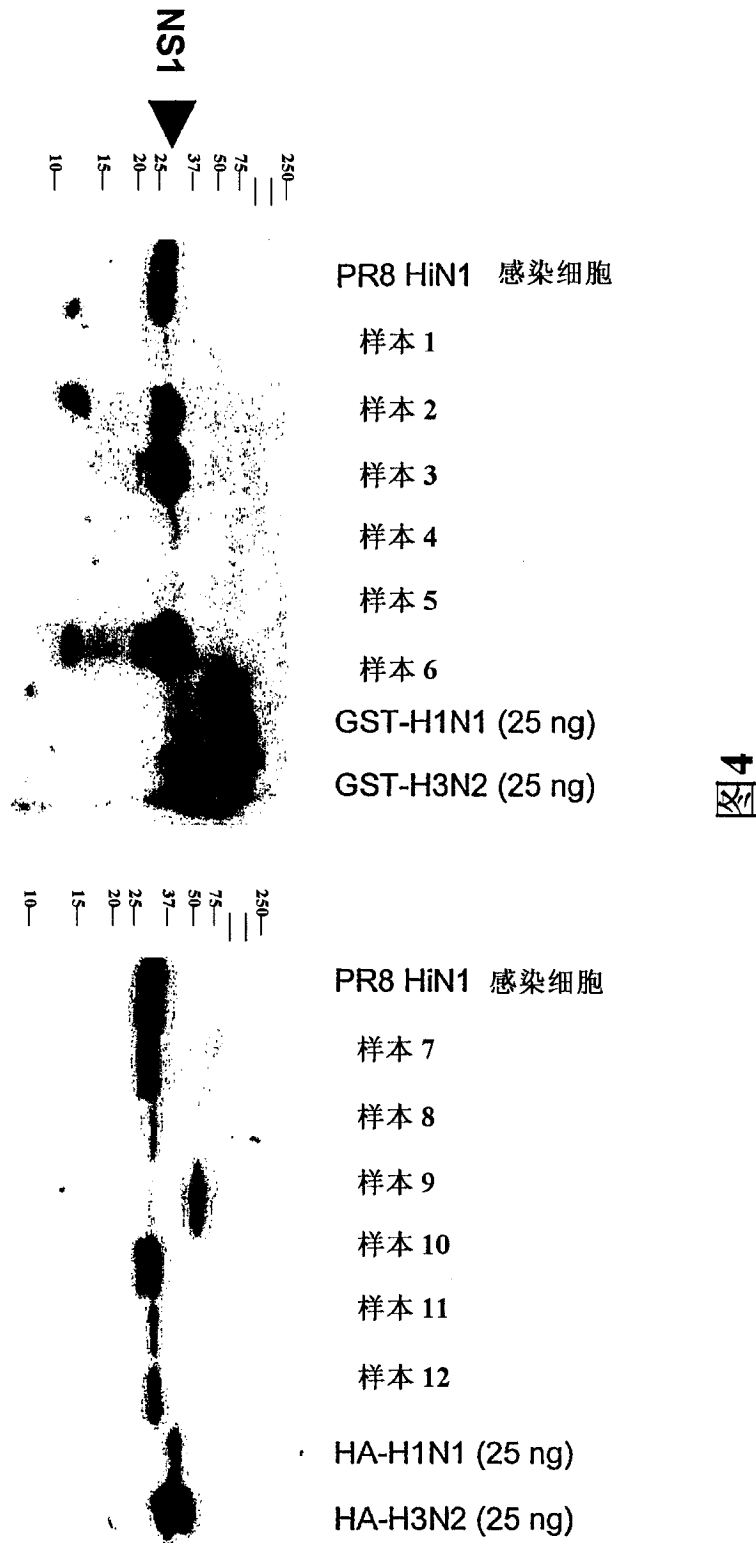 NS1
250
75
50
37
25
20
15
10
PR8 HiN1 感染细胞
样本 1
样本 2
样本 3
样本 4
样本 5
样本 6
GST-H1N1 (25 ng)
GST-H3N2 (25 ng)
250
75
50
37
25
20
15
10
PR8 HiN1 感染细胞
样本 7
样本 8
样本 9
样本 10
样本 11
样本 12
HA-H1N1 (25 ng)
HA-H3N2 (25 ng)
图4